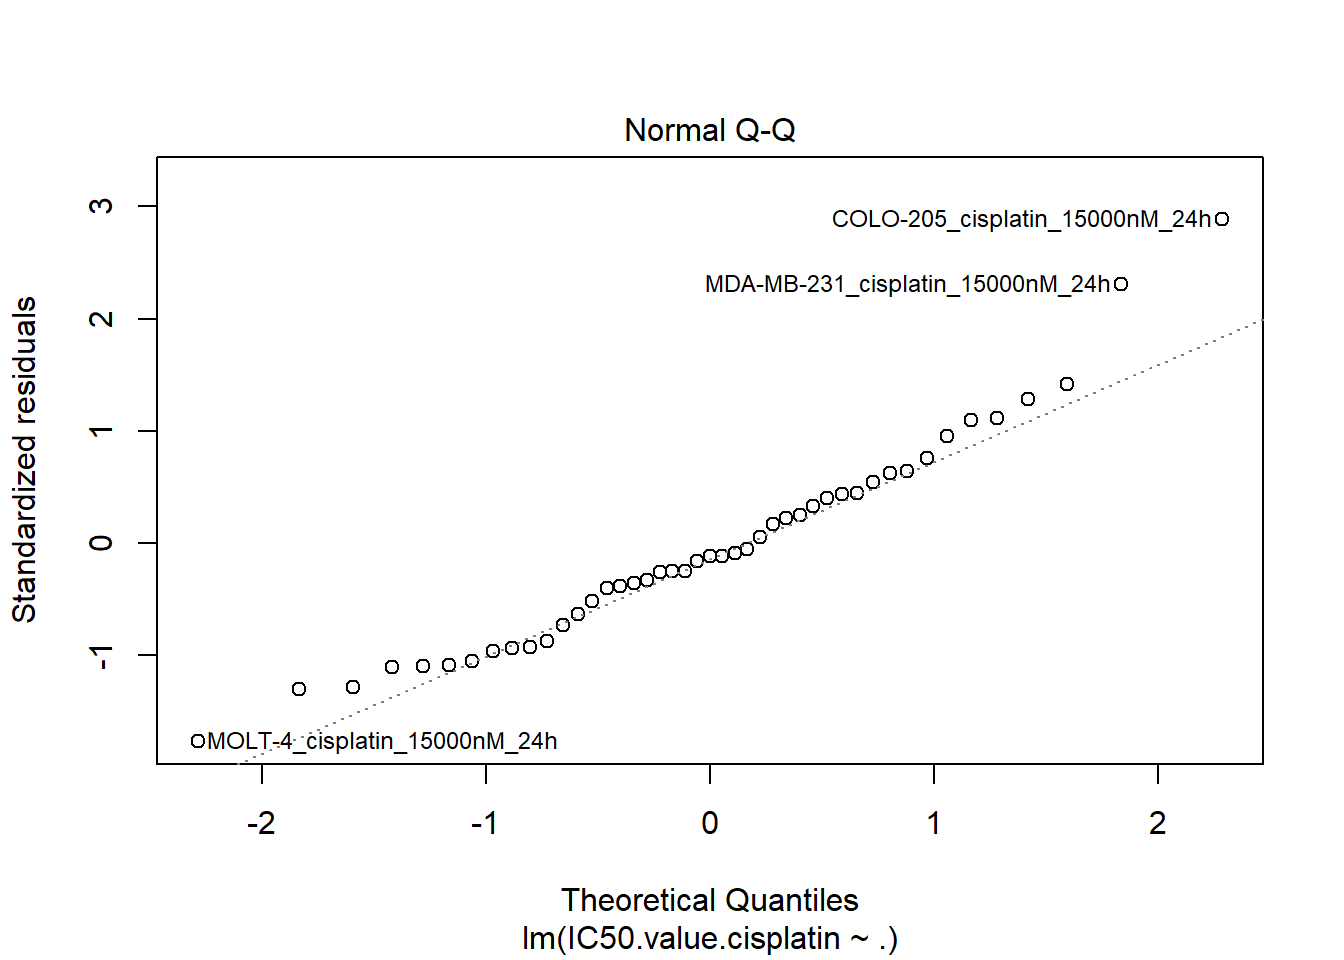 Normal Q-Q
3
COLO-205_cisplatin_15000nM_24h
MDA-MB-231_cisplatin_15000nM_24h
2
1
0
-1
MOLT-4_cisplatin_15000nM_24h
Standardized residuals
-2 -1 0 1 2
Theoretical Quantiles
lm(IC50.value.cisplatin ~ .)